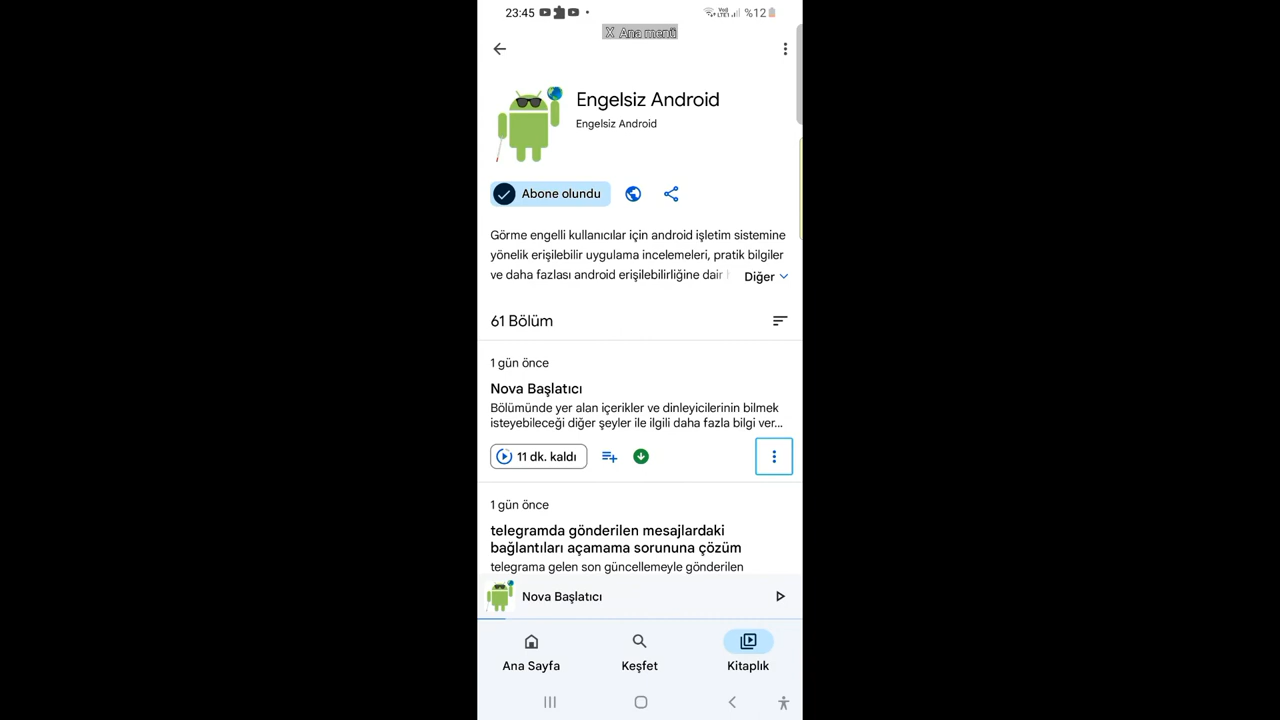 23:45
Vo) LTE1 %12
X Ana menü
Engelsiz Android
Engelsiz Android
Abone olundu
Görme engelli kullanıcılar için android işletim sistemine
yönelik erişilebilir uygulama incelemeleri, pratik bilgiler
ve daha fazlası android erişilebilirliğine dair
Diğer
61 Bölüm
1 gün önce
Nova Başlatıcı
Bölümünde yer alan içerikler ve dinleyicilerinin bilmek
isteyebileceği diğer şeyler ile ilgili daha fazla bilgi ver...
11 dk. kaldı
1 gün önce
telegramda gönderilen mesajlardaki
bağlantıları açamama sorununa çözüm
telegrama gelen son güncellemeyle gönderilen
Nova Başlatıcı
Ana Sayfa
Keşfet
Kitaplık